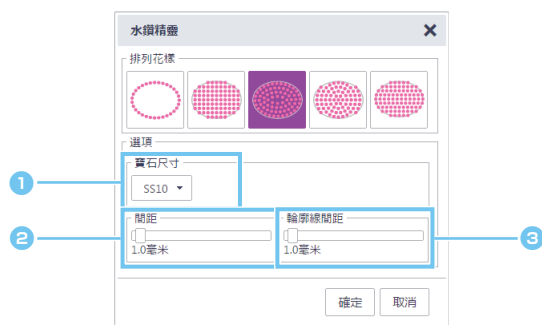 水鑽精靈
排列花樣
選項
寶石尺寸
1
SS10
間距
輪廓線間距
2
3
1.0毫米
1.0毫米
確定
取消